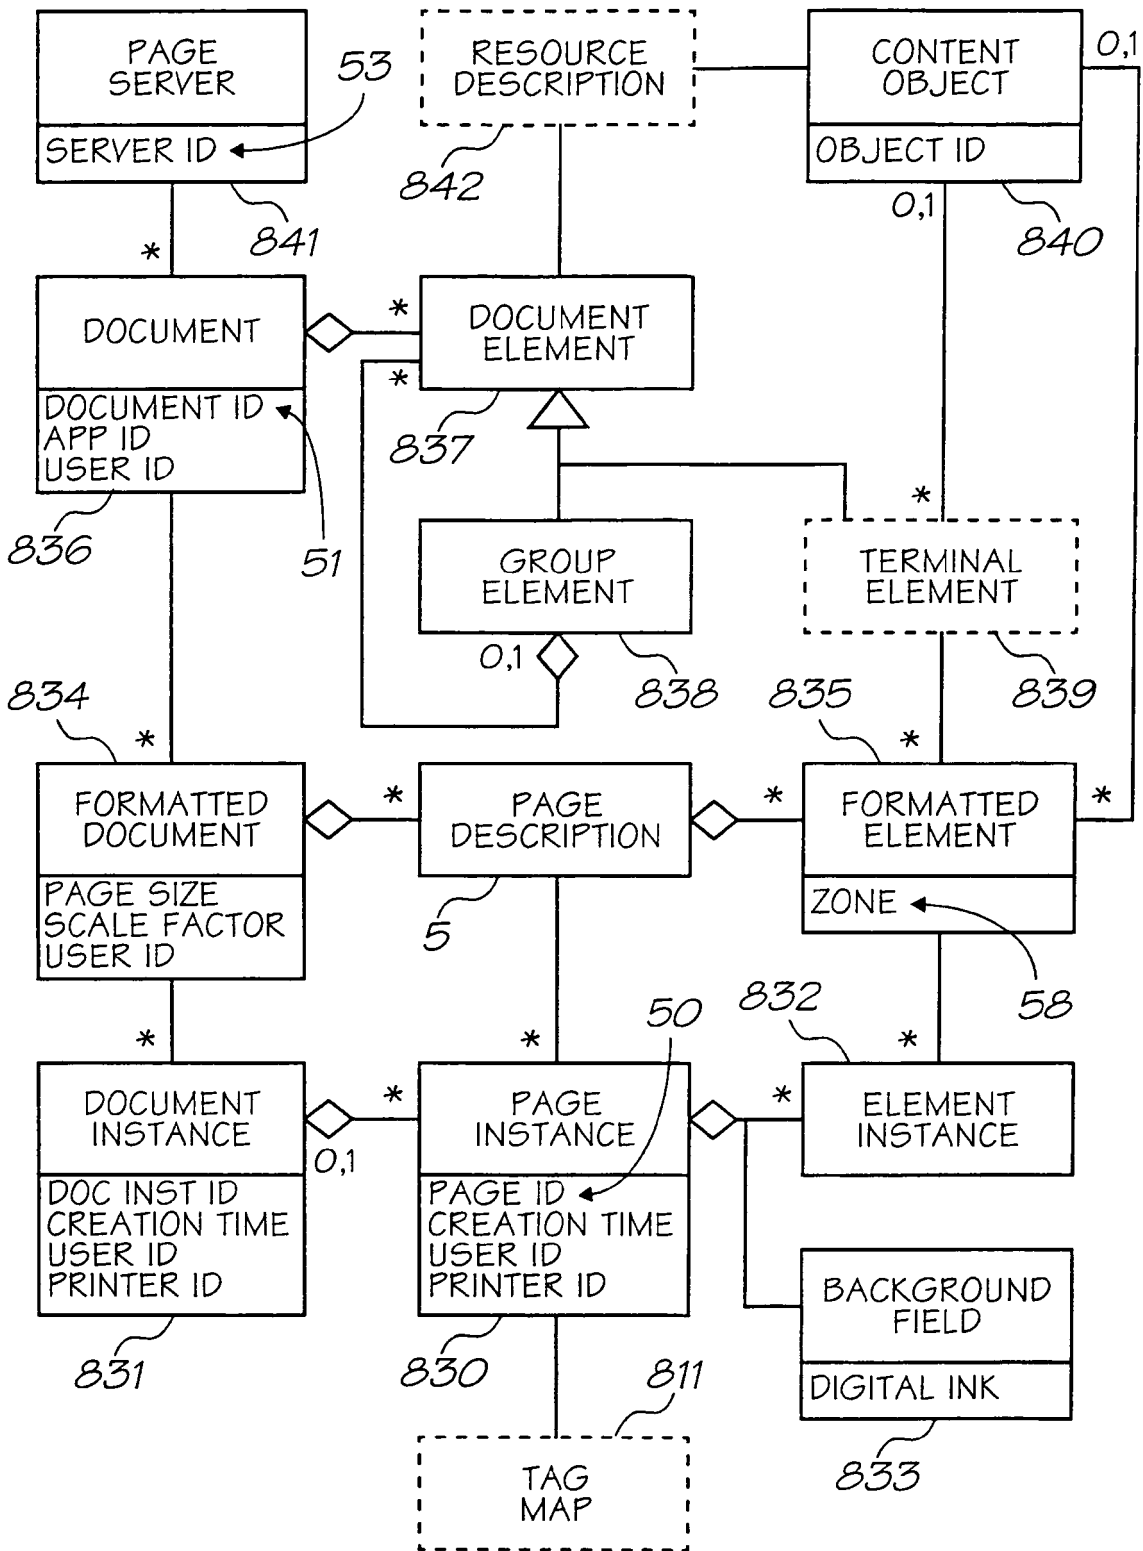 PAGE
SERVER
SERVER ID
53
841
RESOURCE
DESCRIPTION
842
CONTENT
OBJECT
OBJECT ID
0,1
0,1
840
*
DOCUMENT
DOCUMENT ID
APP ID
USER ID
836
51
*
*
DOCUMENT
ELEMENT
837
GROUP
ELEMENT
0,1
838
*
TERMINAL
ELEMENT
839
834
*
FORMATTED
DOCUMENT
PAGE SIZE
SCALE FACTOR
USER ID
*
PAGE
DESCRIPTION
5
*
835
*
*
FORMATTED
ELEMENT
ZONE
58
*
DOCUMENT
INSTANCE
0,1
DOC INST ID
CREATION TIME
USER ID
PRINTER ID
831
*
*
50
PAGE
INSTANCE
PAGE ID
CREATION TIME
USER ID
PRINTER ID
830
*
832
*
ELEMENT
INSTANCE
BACKGROUND
FIELD
DIGITAL INK
833
811
TAG
MAP